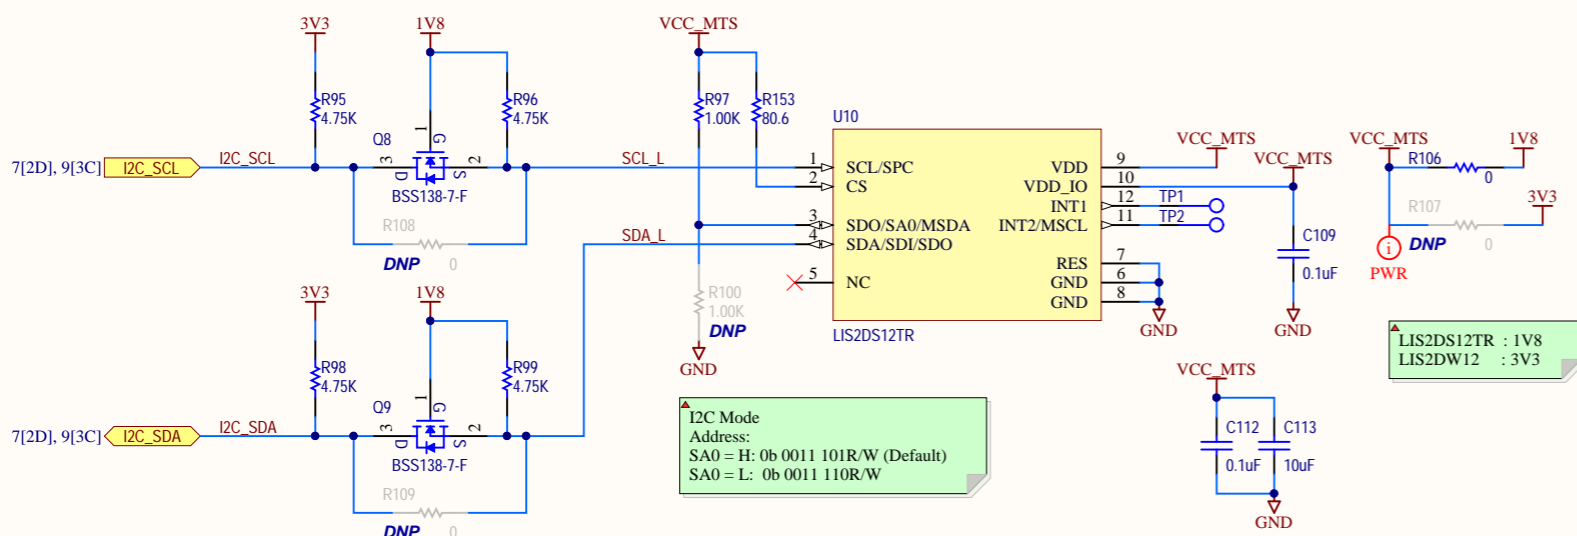 3V3
1V8
R95
4.75K
R96
4.75K
Q8
1
G
7[2D], 9[3C]
I2C_SCL
I2C_SCL
3
D
2
S
BSS138-7-F
R108
DNP
0
SCL_L
3V3
1V8
R98
4.75K
R99
4.75K
Q9
1
G
7[2D], 9[3C]
I2C_SDA
I2C_SDA
3
D
2
S
BSS138-7-F
R109
DNP
0
SDA_L
VCC_MTS
R97
1.00K
R153
80.6
R100
1.00K
DNP
GND
U10
1 SCL/SPC
2 CS
3 SDO/SA0/MSDA
4 SDA/SDI/SDO
5 NC
VDD 9
VDD_IO 10
INT1 12
INT2/MSCL 11
RES 7
GND 6
GND 8
LIS2DS12TR
VCC_MTS
VCC_MTS
TP1
TP2
C109
0.1uF
GND
GND
VCC_MTS
R106
0
1V8
R107
DNP
0
3V3
i
PWR
LIS2DS12TR : 1V8
LIS2DW12 : 3V3
VCC_MTS
C112
0.1uF
C113
10uF
GND
I2C Mode
Address:
SA0 = H: 0b 0011 101R/W (Default)
SA0 = L: 0b 0011 110R/W